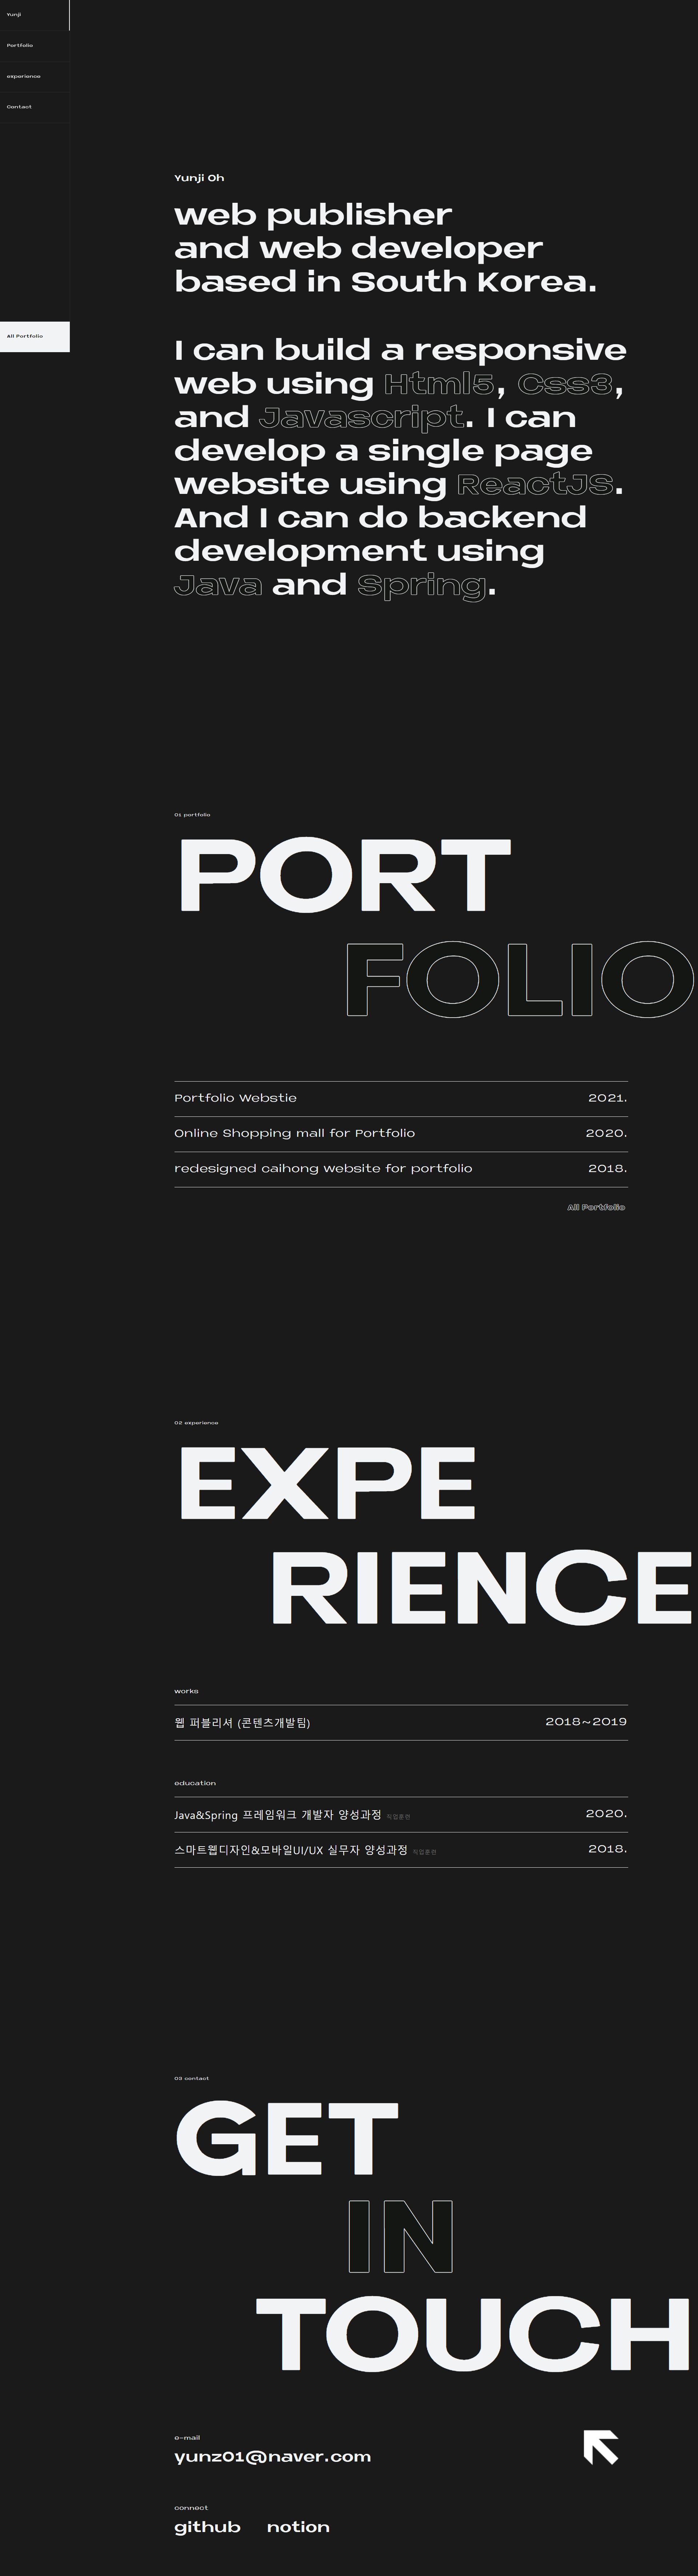 Yunji
Portfolio
experience
Contact
All Portfolio
Yunji Oh
web publisher
and web developer
based in South Korea.
I can build a responsive
web using Html5, Css3,
and Javascript. I can
develop a single page
website using ReactJS.
And I can do backend
development using
Java and Spring.
01 portfolio
PORT
FOLIO
Portfolio Webstie 2021.
Online Shopping mall for Portfolio 2020.
redesigned caihong website for portfolio 2018.
All Portfolio
02 experience
EXPE
RIENCE
works
웹 퍼블리셔 (콘텐츠개발팀) 2018~2019
education
Java&Spring 프레임워크 개발자 양성과정 직업훈련 2020.
스마트웹디자인&모바일UI/UX 실무자 양성과정 직업훈련 2018.
03 contact
GET
IN
TOUCH
e-mail
yunz01@naver.com
connect
github notion